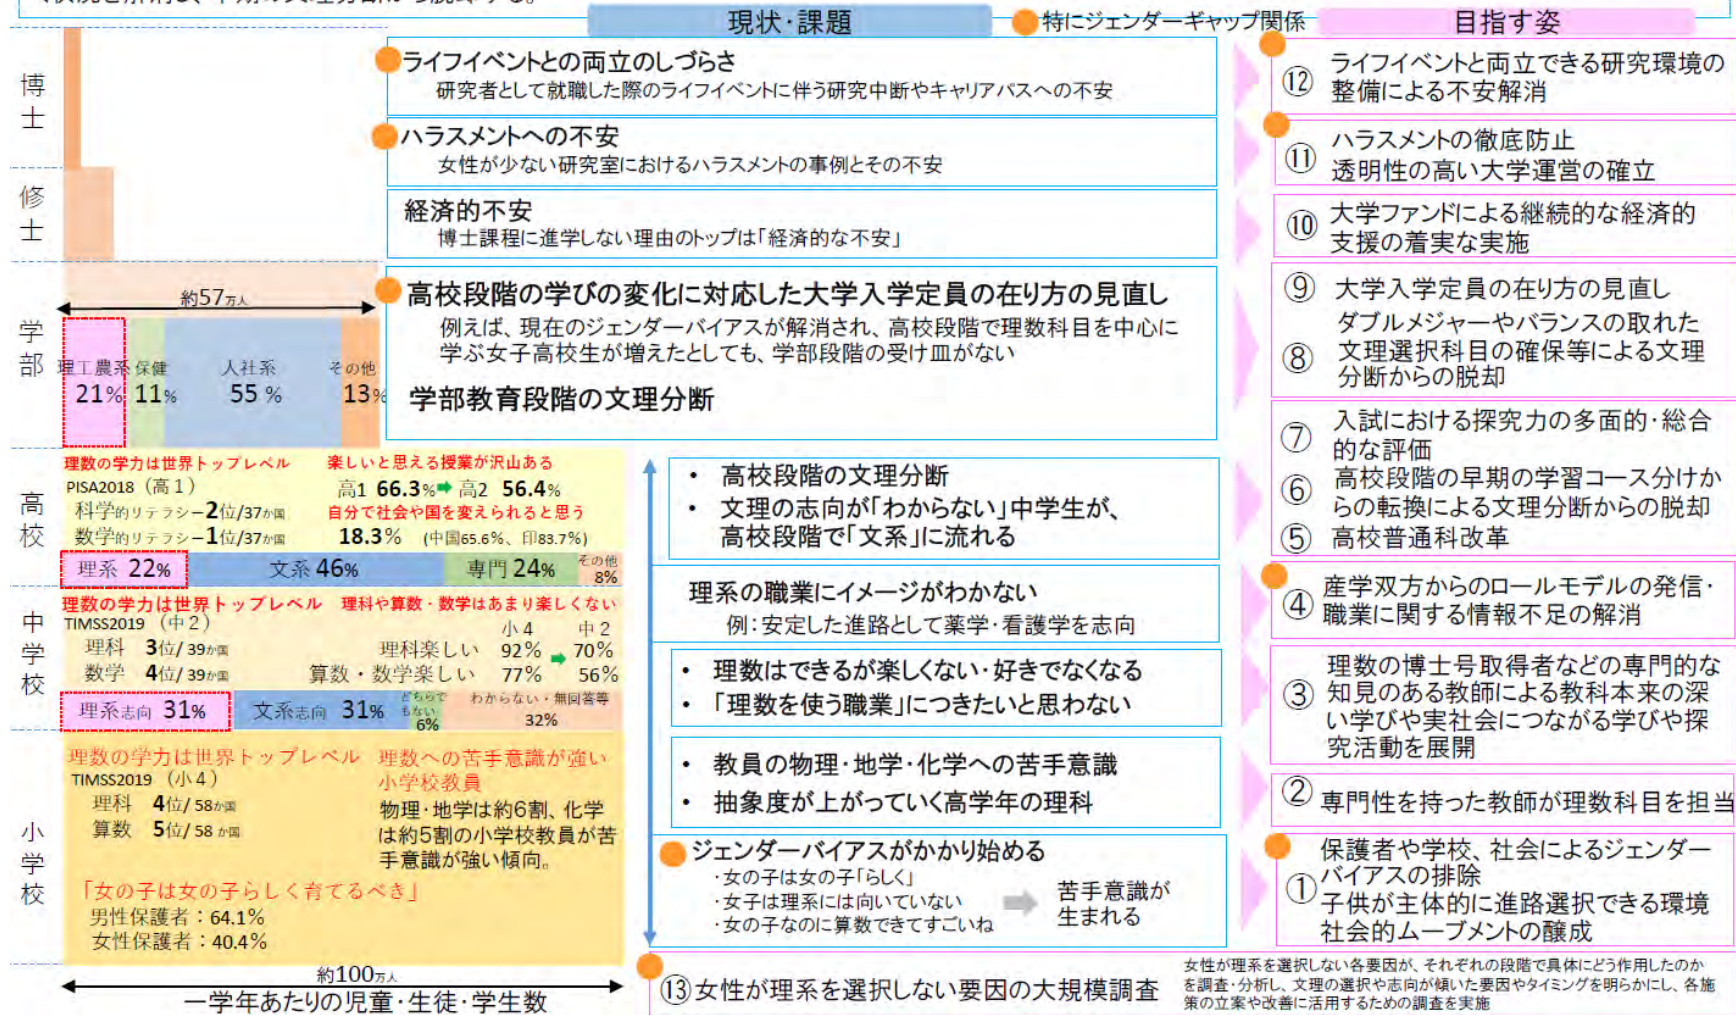 現状・課題
特にジェンダーギャップ関係
目指す姿
博士
修士
学部
高校
中学校
小学校
ライフイベントとの両立のしづらさ
研究者として就職した際のライフイベントに伴う研究中断やキャリアパスへの不安
ハラスメントへの不安
女性が少ない研究室におけるハラスメントの事例とその不安
経済的不安
博士課程に進学しない理由のトップは「経済的な不安」
約57万人
理工農系 21%
保健 11%
人社系 55 %
その他 13%
高校段階の学びの変化に対応した大学入学定員の在り方の見直し
例えば、現在のジェンダーバイアスが解消され、高校段階で理数科目を中心に
学ぶ女子高校生が増えたとしても、学部段階の受け皿がない
学部教育段階の文理分断
理数の学力は世界トップレベル
PISA2018（高１）
科学的リテラシー2位/37か国
数学的リテラシー1位/37か国
楽しいと思える授業が沢山ある
高1 66.3% 高2 56.4%
自分で社会や国を変えられると思う
18.3% (中国65.6%、印83.7%)
理系 22%
文系 46%
専門 24%
その他 8%
理数の学力は世界トップレベル
TIMSS2019（中２）
理科 3位/ 39か国
数学 4位/ 39か国
理科や算数・数学はあまり楽しくない
小4 中2
理科楽しい 92% 70%
算数・数学楽しい 77% 56%
理系志向 31%
文系志向 31%
どちらでもない 6%
わからない・無回答等
32%
理数の学力は世界トップレベル
TIMSS2019（小４）
理科 4位/ 58か国
算数 5位/ 58 か国
理数への苦手意識が強い
小学校教員
物理・地学は約6割、化学
は約5割の小学校教員が苦
手意識が強い傾向。
「女の子は女の子らしく育てるべき」
男性保護者：64.1%
女性保護者：40.4%
約100万人
一学年あたりの児童・生徒・学生数
• 高校段階の文理分断
• 文理の志向が「わからない」中学生が、
高校段階で「文系」に流れる
理系の職業にイメージがわかない
例：安定した進路として薬学・看護学を志向
• 理数はできるが楽しくない・好きでなくなる
• 「理数を使う職業」につきたいと思わない
• 教員の物理・地学・化学への苦手意識
• 抽象度が上がっていく高学年の理科
ジェンダーバイアスがかかり始める
・女の子は女の子「らしく」
・女子は理系には向いていない
・女の子なのに算数できてすごいね
苦手意識が
生まれる
⑫ ライフイベントと両立できる研究環境の
整備による不安解消
⑪ ハラスメントの徹底防止
透明性の高い大学運営の確立
⑩ 大学ファンドによる継続的な経済的
支援の着実な実施
⑨ 大学入学定員の在り方の見直し
⑧ ダブルメジャーやバランスの取れた
文理選択科目の確保等による文理
分断からの脱却
⑦ 入試における探究力の多面的・総合
的な評価
⑥ 高校段階の早期の学習コース分けか
らの転換による文理分断からの脱却
⑤ 高校普通科改革
④ 産学双方からのロールモデルの発信・
職業に関する情報不足の解消
③ 理数の博士号取得者などの専門的な
知見のある教師による教科本来の深
い学びや実社会につながる学びや探
究活動を展開
② 専門性を持った教師が理数科目を担当
① 保護者や学校、社会によるジェンダー
バイアスの排除
子供が主体的に進路選択できる環境
社会的ムーブメントの醸成
⑬女性が理系を選択しない要因の大規模調査
女性が理系を選択しない各要因が、それぞれの段階で具体にどう作用したのか
を調査・分析し、文理の選択や志向が傾いた要因やタイミングを明らかにし、各施
策の立案や改善に活用するための調査を実施